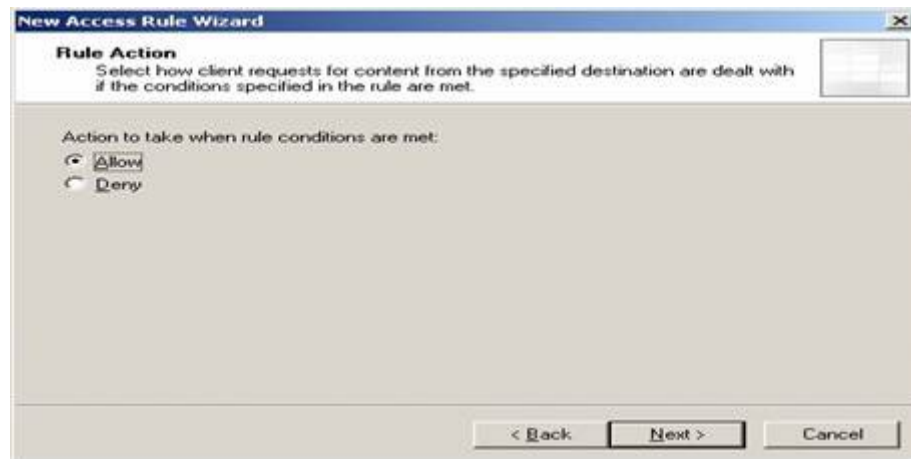 New Access Rule Wizard
Rule Action
Select how client requests for content from the specified destination are dealt with
if the conditions specified in the rule are met.
Action to take when rule conditions are met:
Allow
Deny
< Back
Next >
Cancel